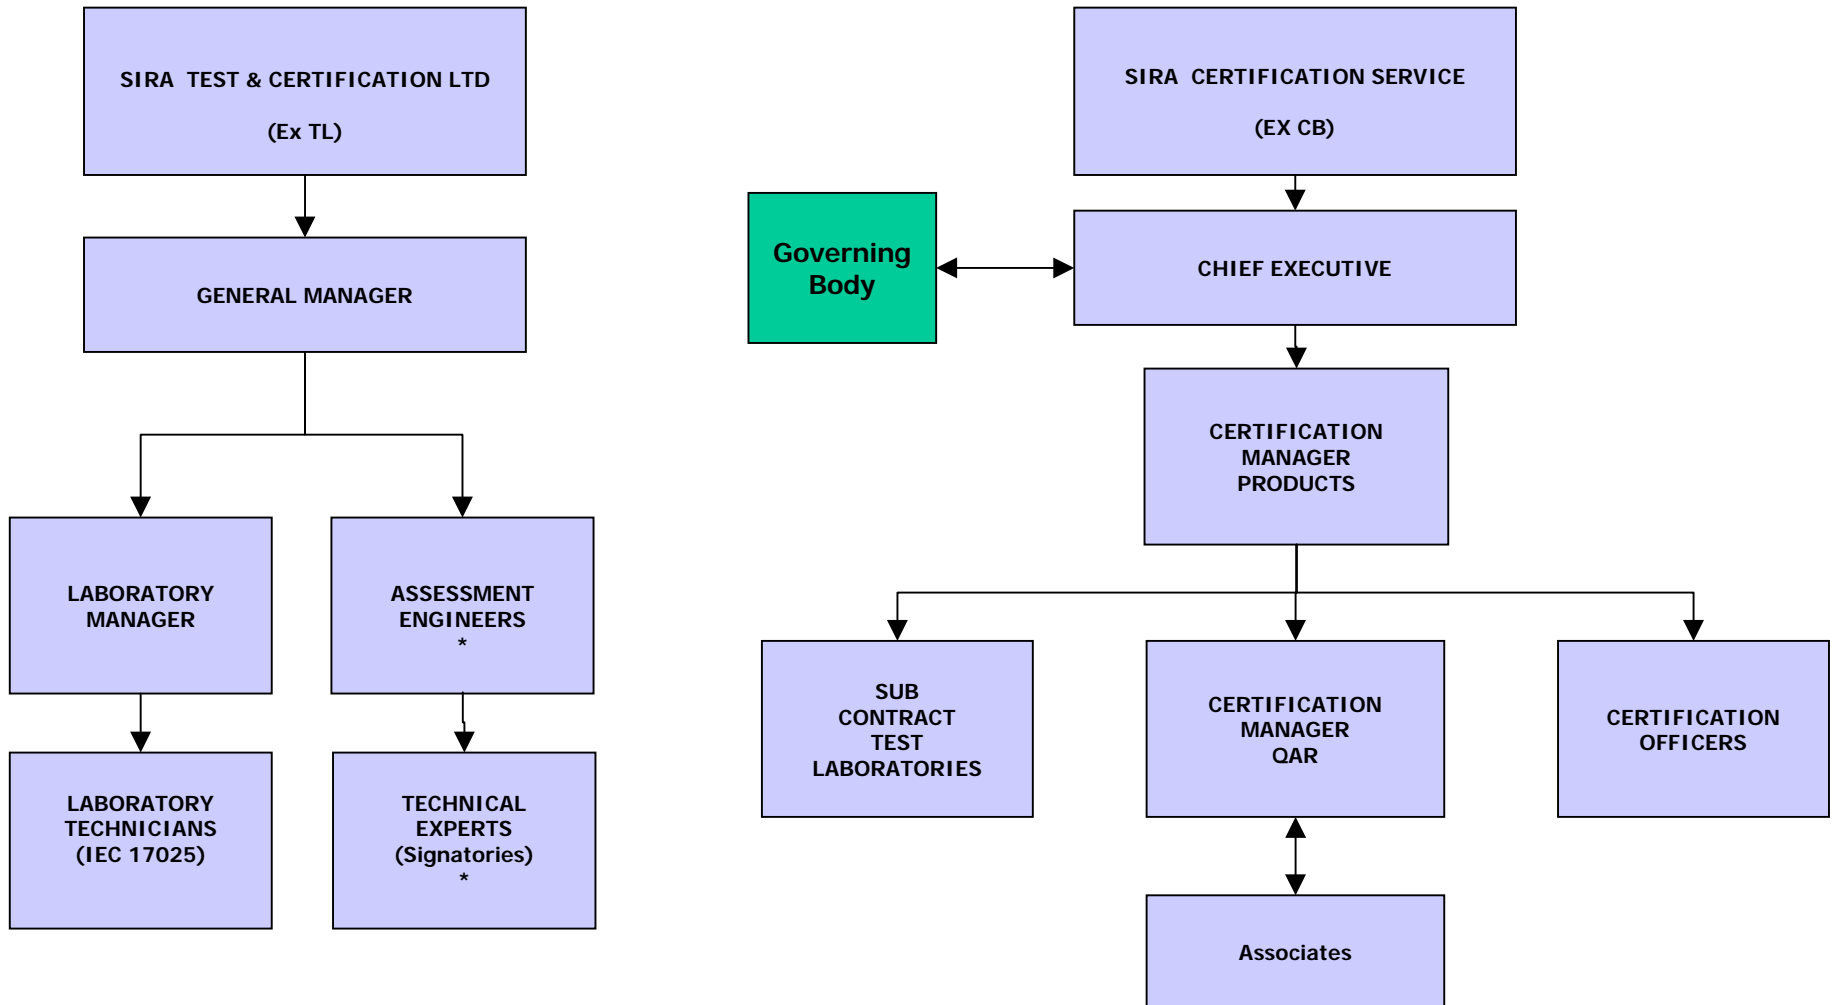 SIRA TEST & CERTIFICATION LTD
(Ex TL)
GENERAL MANAGER
LABORATORY
MANAGER
ASSESSMENT
ENGINEERS
*
LABORATORY
TECHNICIANS
(IEC 17025)
TECHNICAL
EXPERTS
(Signatories)
*
SIRA CERTIFICATION SERVICE
(EX CB)
Governing
Body
CHIEF EXECUTIVE
CERTIFICATION
MANAGER
PRODUCTS
SUB
CONTRACT
TEST
LABORATORIES
CERTIFICATION
MANAGER
QAR
CERTIFICATION
OFFICERS
Associates